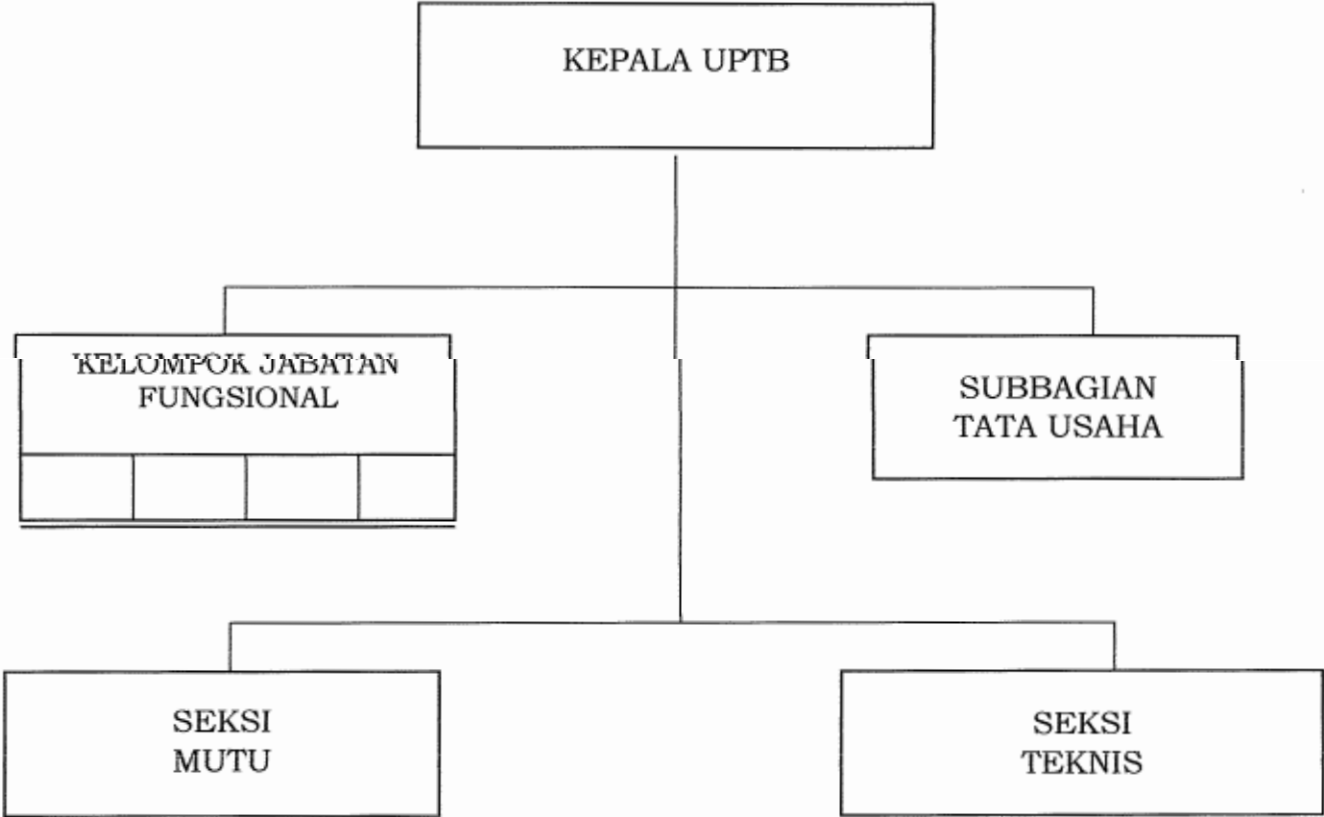 KEPALA UPTB
KELOMPOK JABATAN
FUNGSIONAL
SUBBAGIAN
TATA USAHA
SEKSI
MUTU
SEKSI
TEKNIS